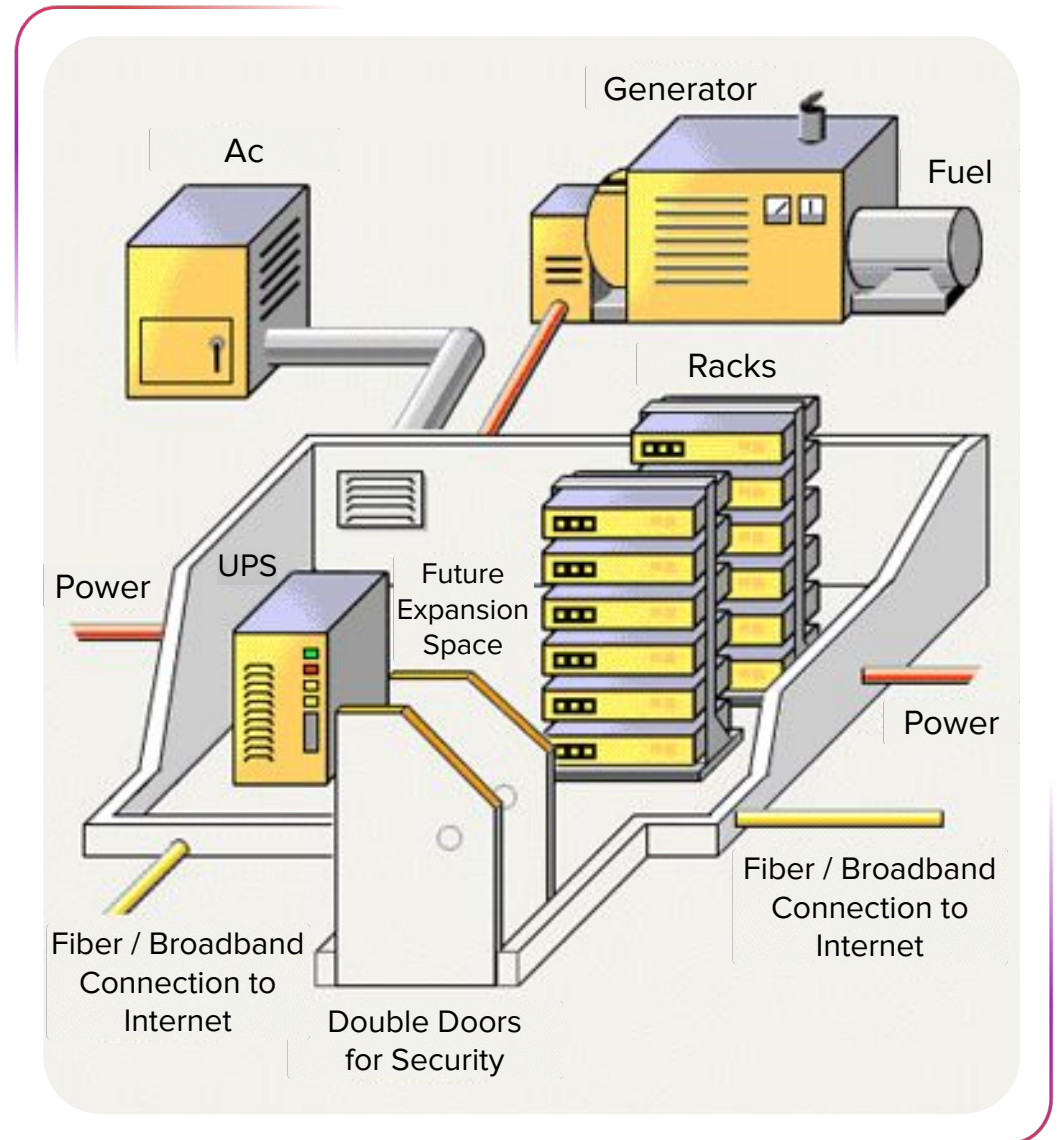 Generator
Ac
Fuel
Racks
UPS
Future
Expansion
Space
Power
Power
Fiber / Broadband
Connection to
Internet
Fiber / Broadband
Connection to
Internet
Double Doors
for Security